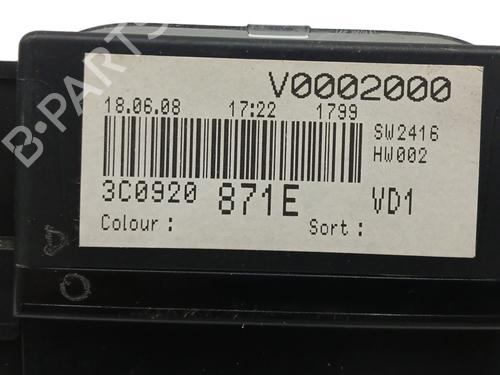 V0002000
18.06.08 17:22 1799
SW2416
HW002
3C0920 871E VD1
Colour : Sort :
B-PARTS